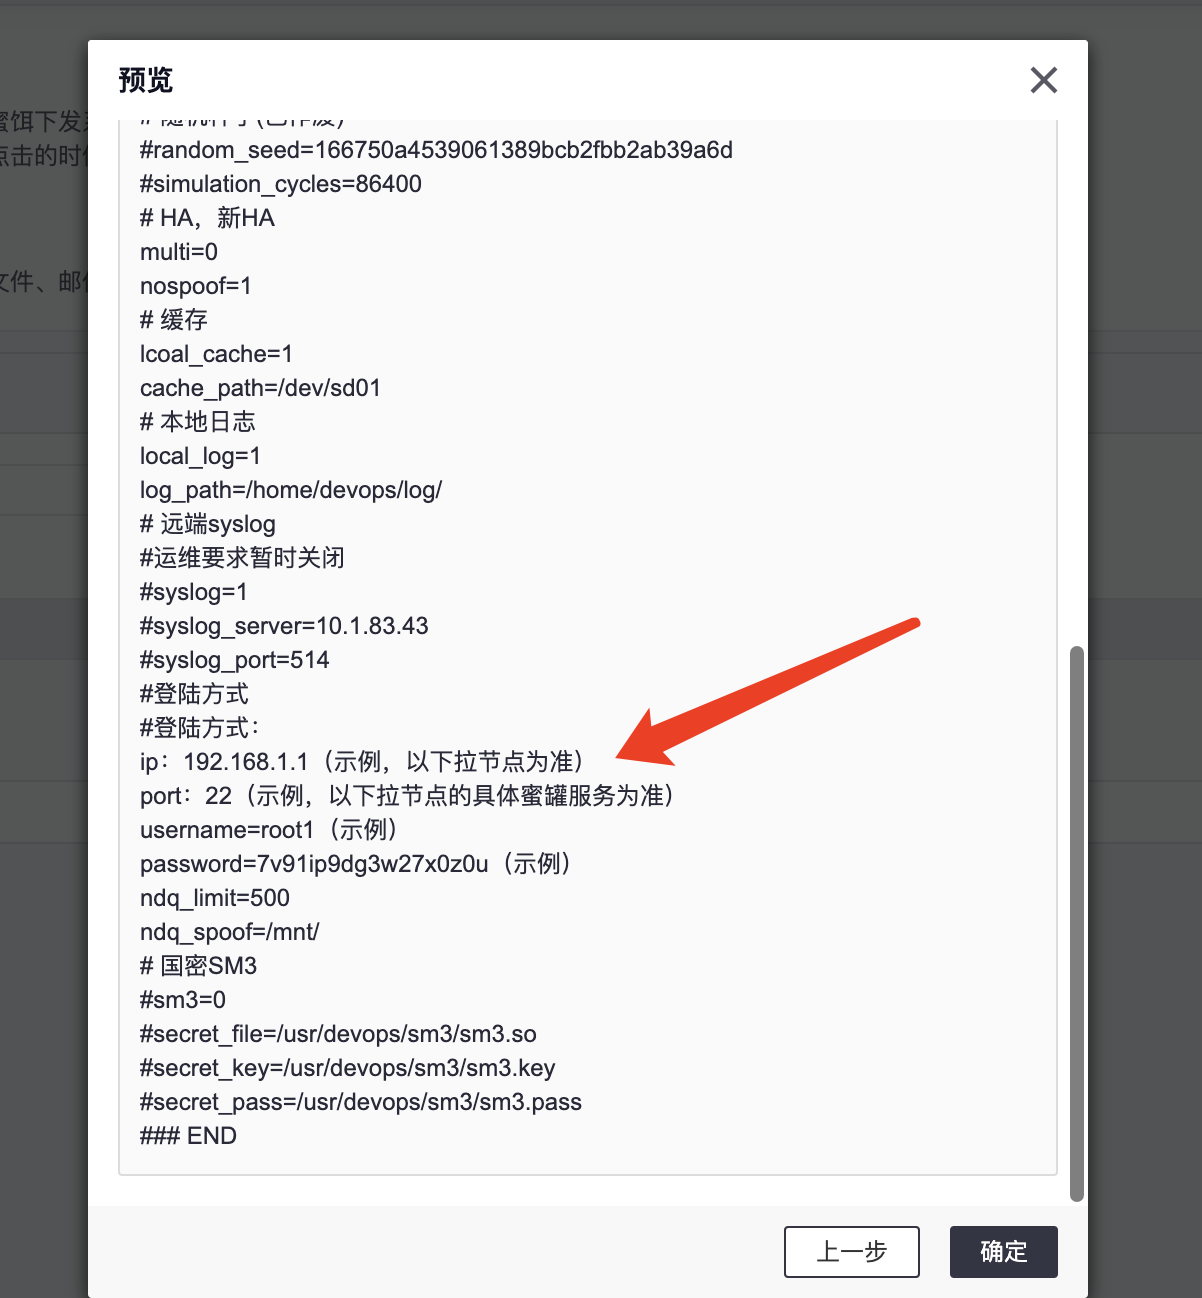 预览
蜜饵下发
点击的时
文件、邮
#random_seed=166750a4539061389bcb2fbb2ab39a6d
#simulation_cycles=86400
# HA，新HA
multi=0
nospoof=1
# 缓存
lcoal_cache=1
cache_path=/dev/sd01
# 本地日志
local_log=1
log_path=/home/devops/log/
# 远端syslog
#运维要求暂时关闭
#syslog=1
#syslog_server=10.1.83.43
#syslog_port=514
#登陆方式
#登陆方式：
ip：192.168.1.1（示例，以下拉节点为准）
port：22（示例，以下拉节点的具体蜜罐服务为准）
username=root1（示例）
password=7v91ip9dg3w27x0z0u（示例）
ndq_limit=500
ndq_spoof=/mnt/
# 国密SM3
#sm3=0
#secret_file=/usr/devops/sm3/sm3.so
#secret_key=/usr/devops/sm3/sm3.key
#secret_pass=/usr/devops/sm3/sm3.pass
### END
上一步
确定